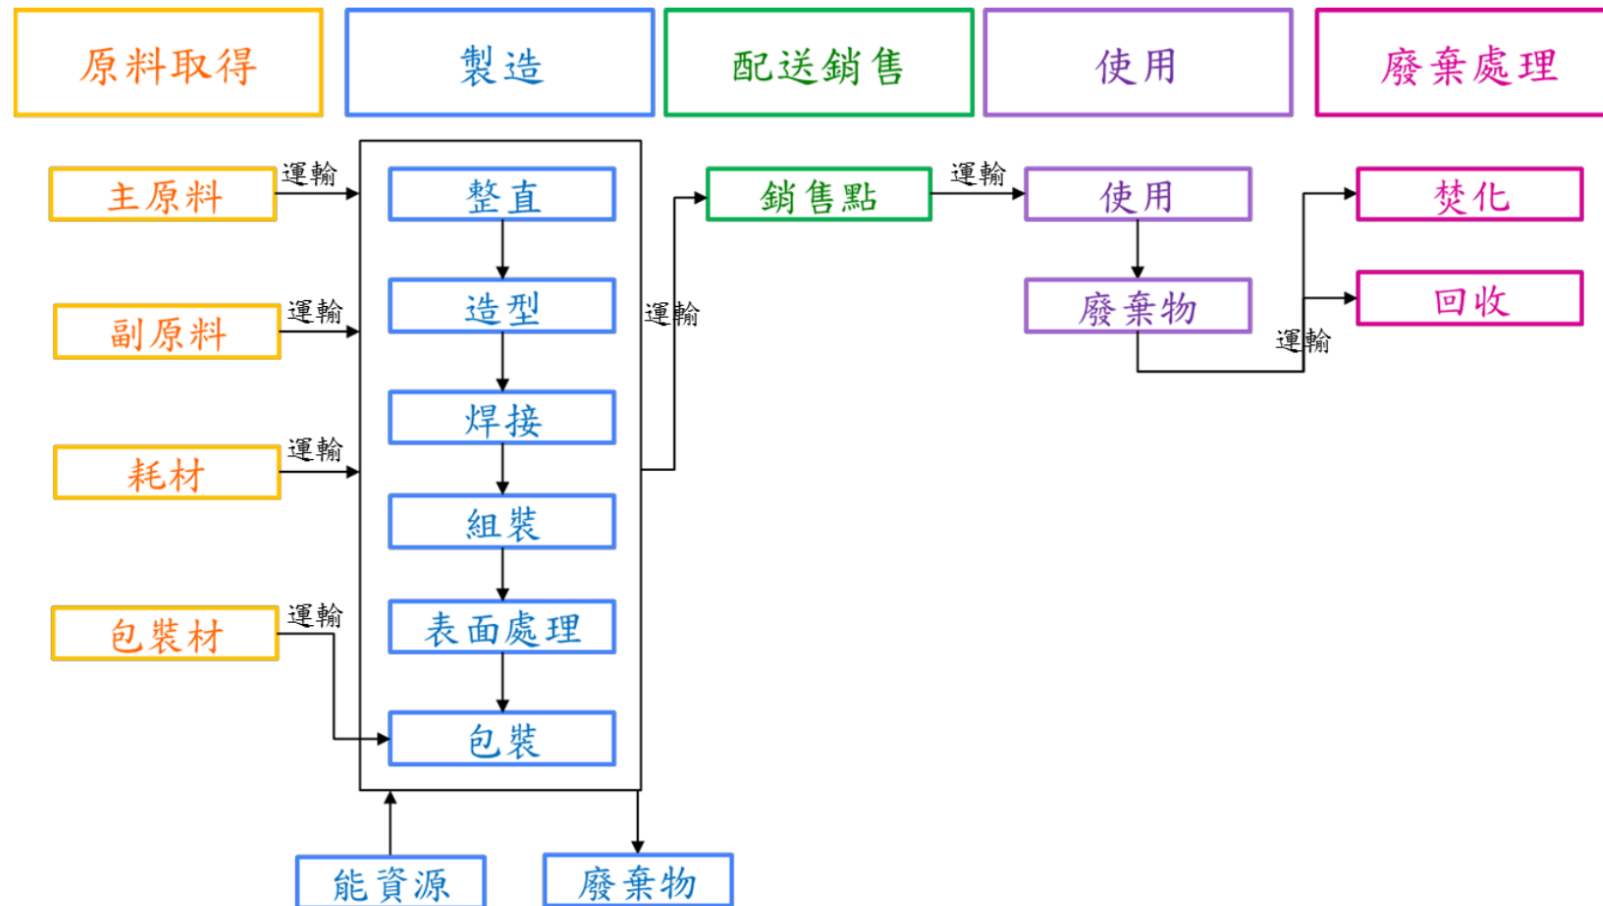 原料取得
製造
配送銷售
使用
廢棄處理
主原料
運輸
整直
銷售點
運輸
使用
焚化
副原料
運輸
造型
運輸
廢棄物
運輸
回收
耗材
運輸
焊接
組裝
包裝材
運輸
表面處理
包裝
能資源
廢棄物